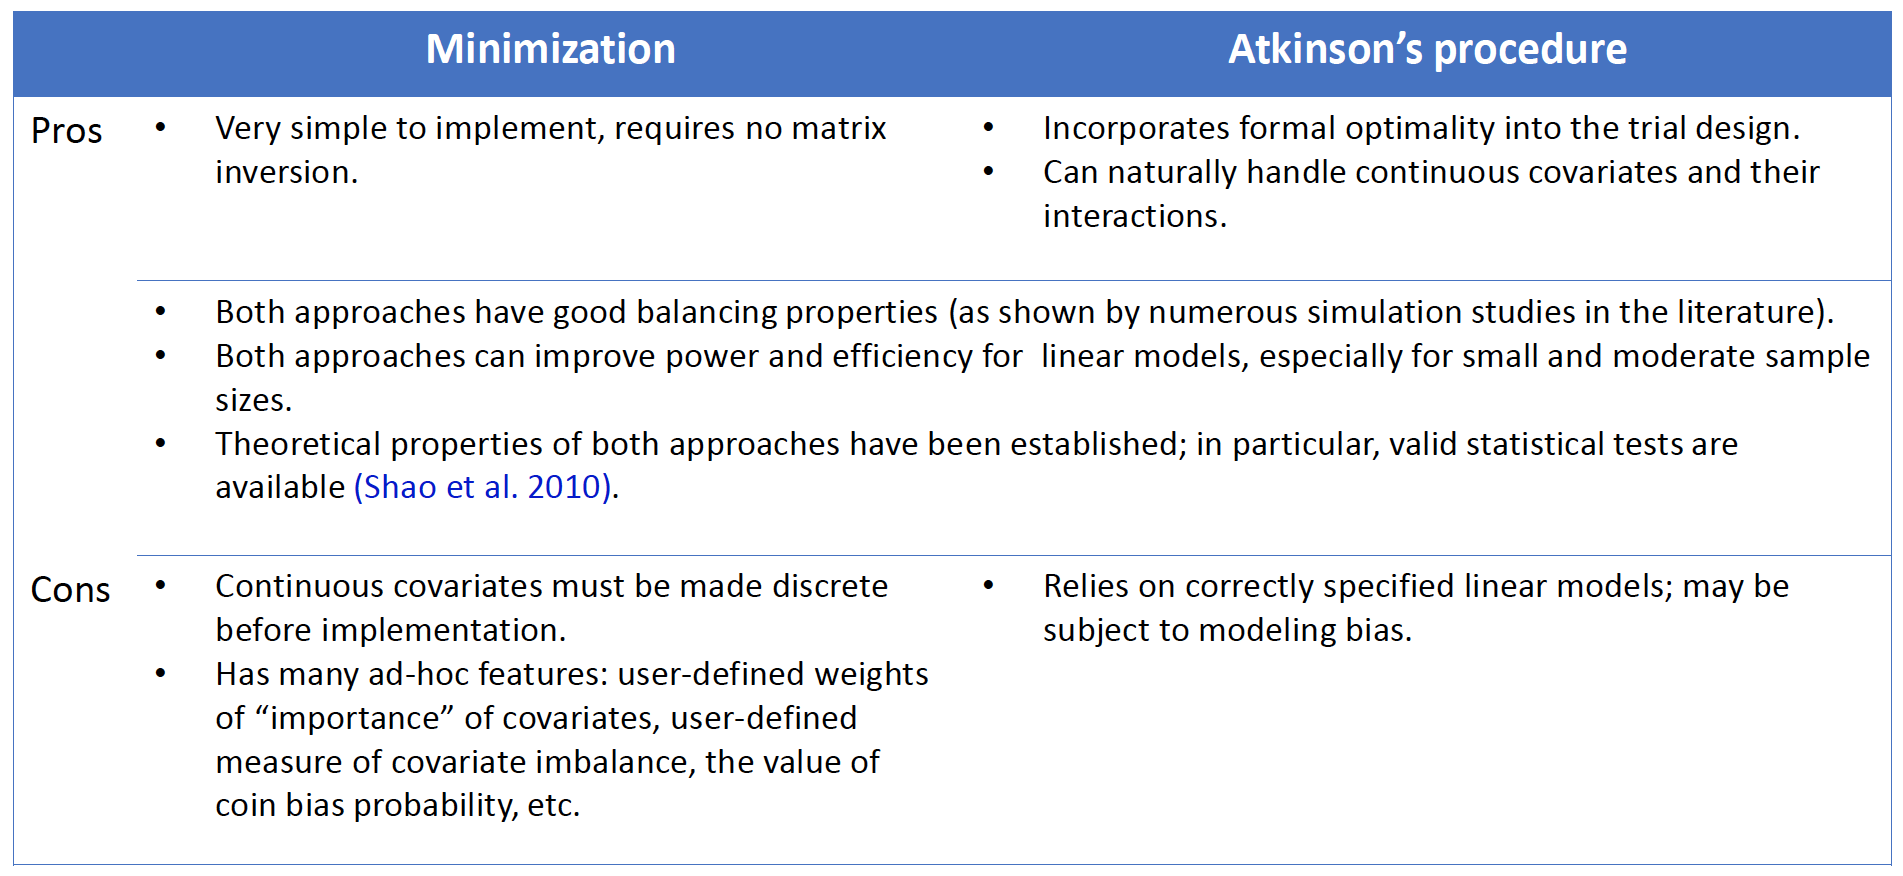 Minimization
Atkinson’s procedure
Pros
• Very simple to implement, requires no matrix
inversion.
• Incorporates formal optimality into the trial design.
• Can naturally handle continuous covariates and their
interactions.
• Both approaches have good balancing properties (as shown by numerous simulation studies in the literature).
• Both approaches can improve power and efficiency for  linear models, especially for small and moderate sample
sizes.
• Theoretical properties of both approaches have been established; in particular, valid statistical tests are
available (Shao et al. 2010).
Cons
• Continuous covariates must be made discrete
before implementation.
• Has many ad-hoc features: user-defined weights
of “importance” of covariates, user-defined
measure of covariate imbalance, the value of
coin bias probability, etc.
• Relies on correctly specified linear models; may be
subject to modeling bias.